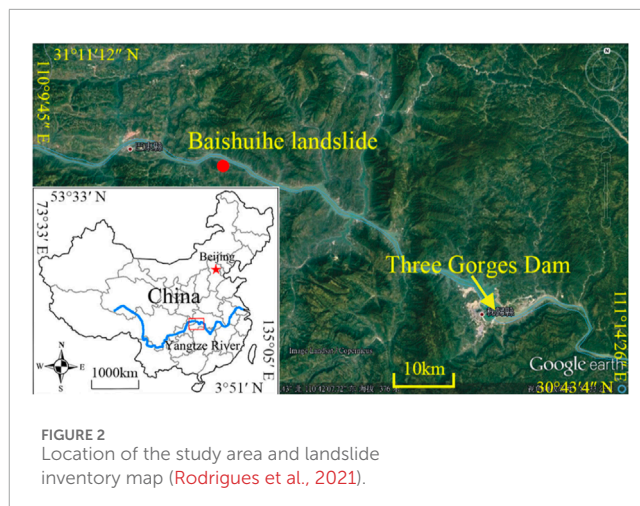 31°11′12″ N
110°9′45″ E
Baishuihe landslide
53°33′ N
73°33′ E
Beijing
China
Yangtze River
135°05′ E
W E
1000km
3°51′ N
Three Gorges Dam
111°14′26″ E
Google earth
10km
30°43′4″ N
FIGURE 2
Location of the study area and landslide
inventory map (Rodrigues et al., 2021).